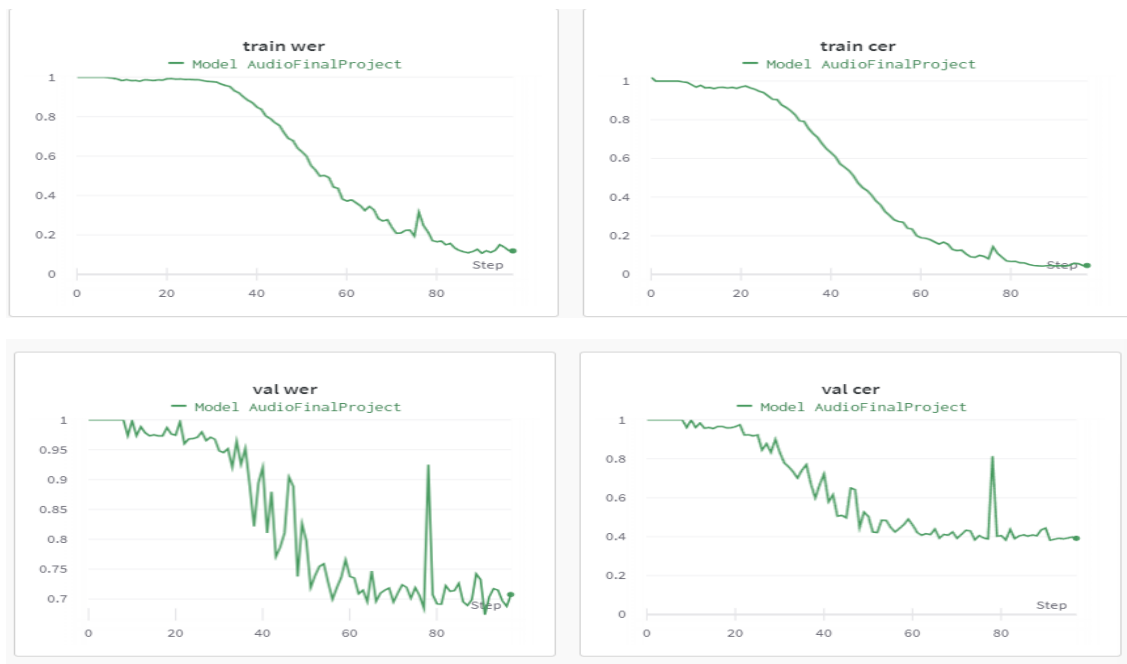 train wer
Model AudioFinalProject
1
0.8
0.6
0.4
0.2
0
Step
0 20 40 60 80
train cer
Model AudioFinalProject
1
0.8
0.6
0.4
0.2
0
Step
0 20 40 60 80
val wer
Model AudioFinalProject
1
0.95
0.9
0.85
0.8
0.75
0.7
Step
0 20 40 60 80
val cer
Model AudioFinalProject
1
0.8
0.6
0.4
0.2
0
Step
0 20 40 60 80